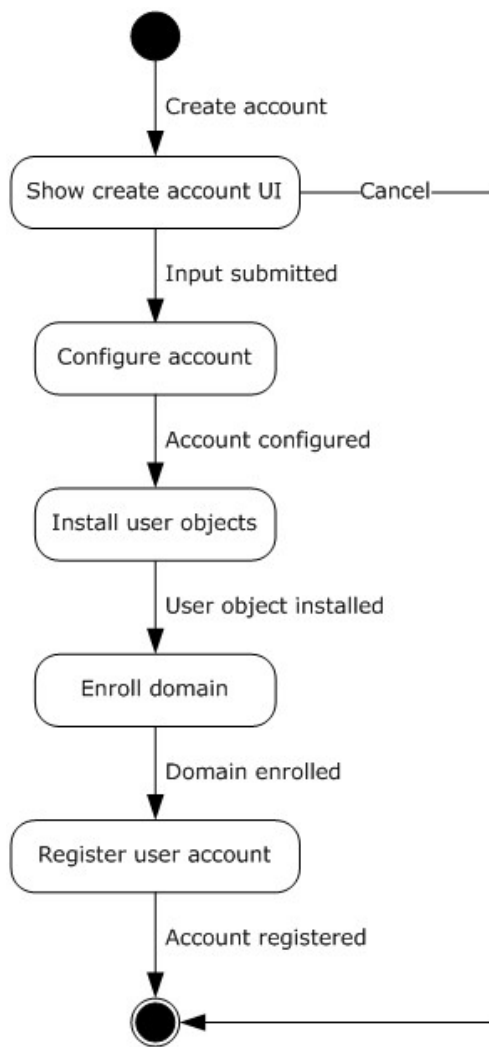 Create account
Show create account UI
Cancel
Input submitted
Configure account
Account configured
Install user objects
User object installed
Enroll domain
Domain enrolled
Register user account
Account registered